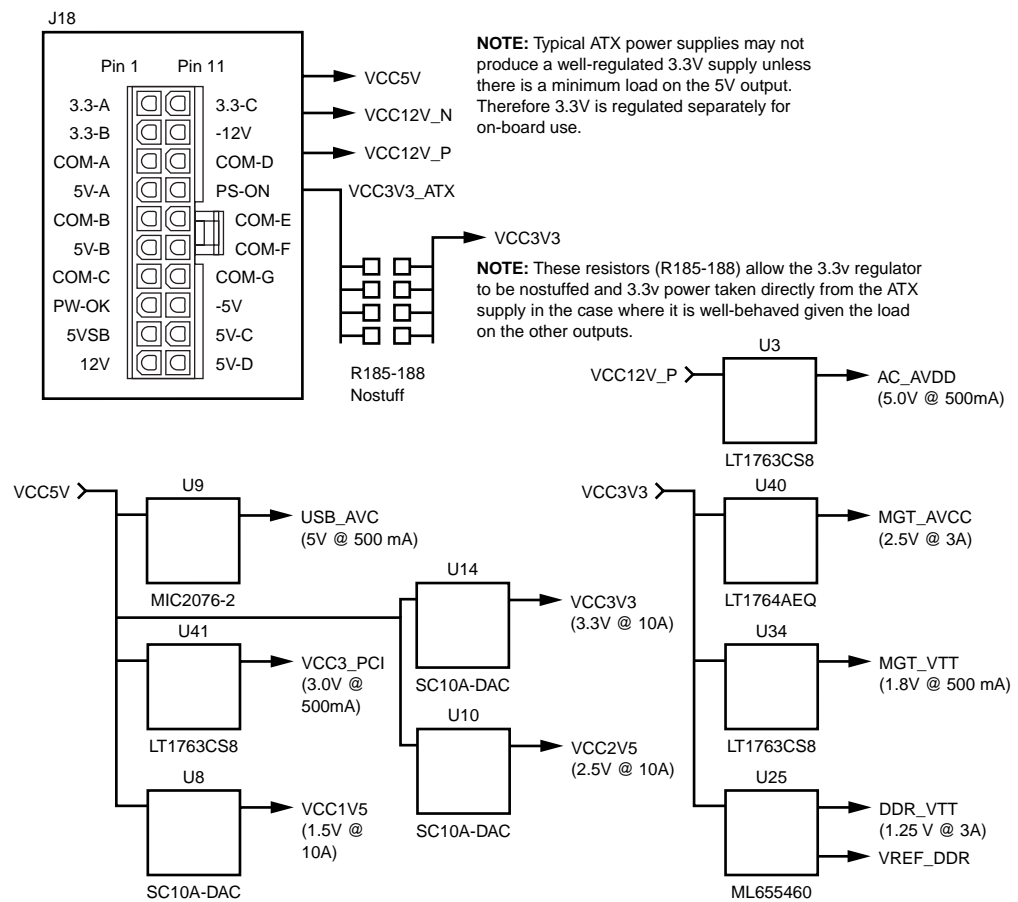 J18
Pin 1 Pin 11
3.3-A 3.3-C
3.3-B -12V
COM-A COM-D
5V-A PS-ON
COM-B COM-E
5V-B COM-F
COM-C COM-G
PW-OK -5V
5VSB 5V-C
12V 5V-D
VCC5V
VCC12V_N
VCC12V_P
VCC3V3_ATX
VCC3V3
R185-188
Nostuff
NOTE: Typical ATX power supplies may not
produce a well-regulated 3.3V supply unless
there is a minimum load on the 5V output.
Therefore 3.3V is regulated separately for
on-board use.
NOTE: These resistors (R185-188) allow the 3.3v regulator
to be nostuffed and 3.3v power taken directly from the ATX
supply in the case where it is well-behaved given the load
on the other outputs.
U3
VCC12V_P
AC_AVDD
(5.0V @ 500mA)
LT1763CS8
VCC5V
U9
USB_AVC
(5V @ 500 mA)
MIC2076-2
U41
VCC3_PCI
(3.0V @
500mA)
LT1763CS8
U8
VCC1V5
(1.5V @
10A)
SC10A-DAC
U14
VCC3V3
(3.3V @ 10A)
SC10A-DAC
U10
VCC2V5
(2.5V @ 10A)
SC10A-DAC
VCC3V3
U40
MGT_AVCC
(2.5V @ 3A)
LT1764AEQ
U34
MGT_VTT
(1.8V @ 500 mA)
LT1763CS8
U25
DDR_VTT
(1.25 V @ 3A)
VREF_DDR
ML655460